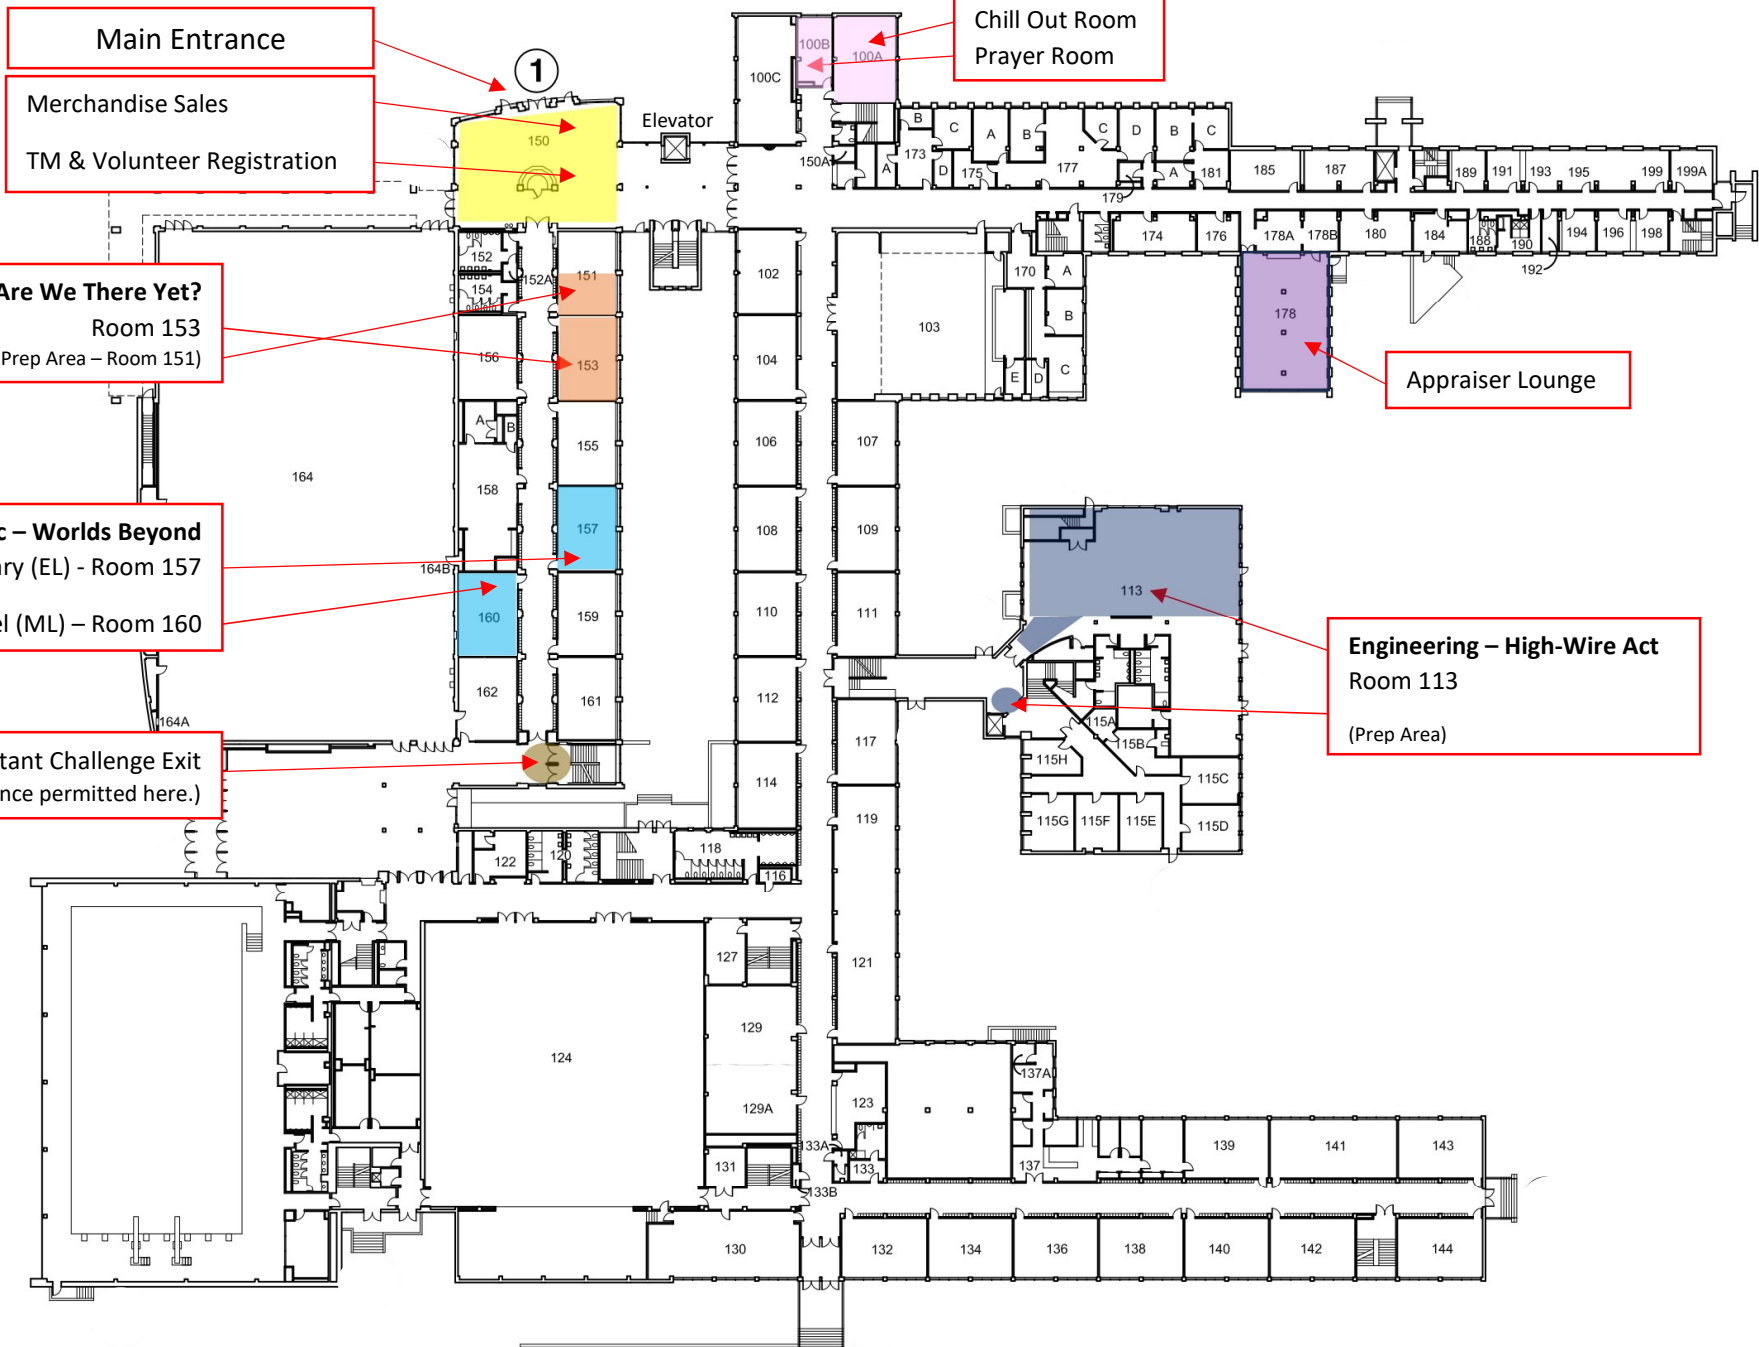 Main Entrance
1
Chill Out Room
Prayer Room
Merchandise Sales
TM & Volunteer Registration
Elevator
100C
100B
100A
150
150A
B
C
A
B
C
D
B
C
A
173
D
175
177
179
A
181
185
187
189
191
193
195
199
199A
152
152A
151
154
102
170
A
B
C
D
E
174
176
178A
178B
180
184
188
190
192
194
196
198
Are We There Yet?
Room 153
Prep Area – Room 151)
156
153
104
103
178
Appraiser Lounge
A
B
155
106
107
164
158
c – Worlds Beyond
ary (EL) - Room 157
el (ML) – Room 160
164B
157
108
109
160
159
110
111
113
Engineering – High-Wire Act
Room 113
(Prep Area)
162
161
112
164A
tant Challenge Exit
nce permitted here.)
114
117
115A
115B
115H
115C
115G
115F
115E
115D
119
122
120
118
116
127
121
129
124
129A
123
137A
133A
131
133
133B
137
139
141
143
130
132
134
136
138
140
142
144